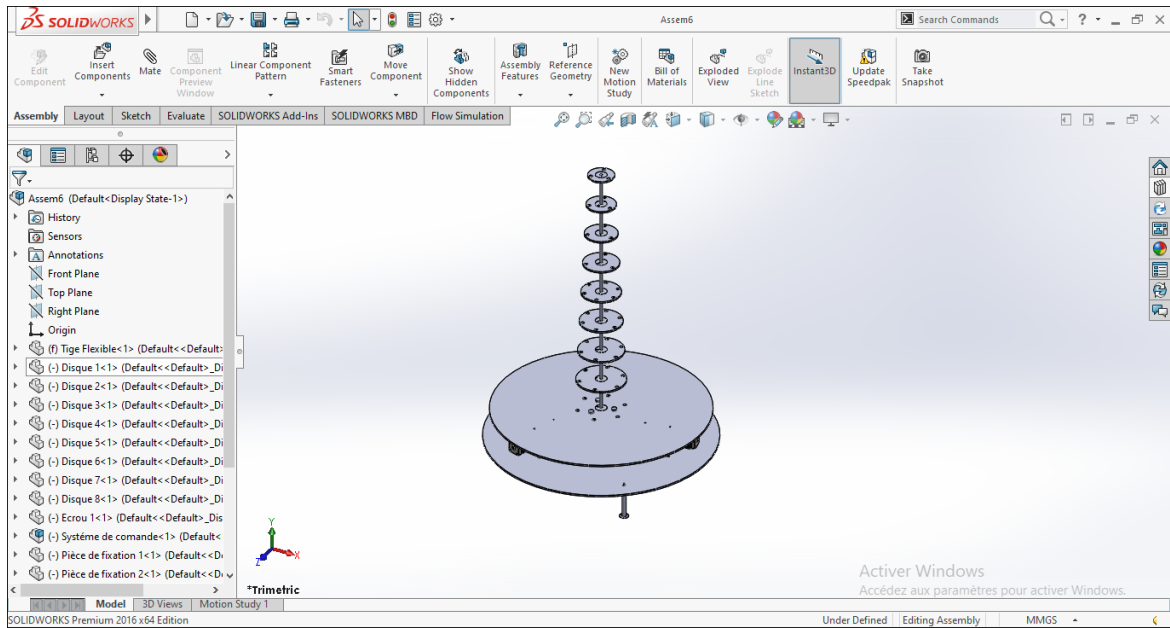 SOLIDWORKS
Assem6
Search Commands
Edit Component
Insert Components
Mate
Component Preview Window
Linear Component Pattern
Smart Fasteners
Move Component
Show Hidden Components
Assembly Features
Reference Geometry
New Motion Study
Bill of Materials
Exploded View
Explode Line Sketch
Instant3D
Update Speedpak
Take Snapshot
Assembly Layout Sketch Evaluate SOLIDWORKS Add-Ins SOLIDWORKS MBD Flow Simulation
Assem6 (Default<Display State-1>)
History
Sensors
Annotations
Front Plane
Top Plane
Right Plane
Origin
(f) Tige Flexible<1> (Default<<Default>
(-) Disque 1<1> (Default<<Default>_Di
(-) Disque 2<1> (Default<<Default>_Di
(-) Disque 3<1> (Default<<Default>_Di
(-) Disque 4<1> (Default<<Default>_Di
(-) Disque 5<1> (Default<<Default>_Di
(-) Disque 6<1> (Default<<Default>_Di
(-) Disque 7<1> (Default<<Default>_Di
(-) Disque 8<1> (Default<<Default>_Di
(-) Ecrou 1<1> (Default<<Default>_Dis
(-) Systéme de comande<1> (Default<
(-) Pièce de fixation 1<1> (Default<<De
(-) Pièce de fixation 2<1> (Default<<De
Y
X
Z
*Trimetric
Activer Windows
Accédez aux paramètres pour activer Windows.
Model 3D Views Motion Study 1
SOLIDWORKS Premium 2016 x64 Edition
Under Defined Editing Assembly MMGS